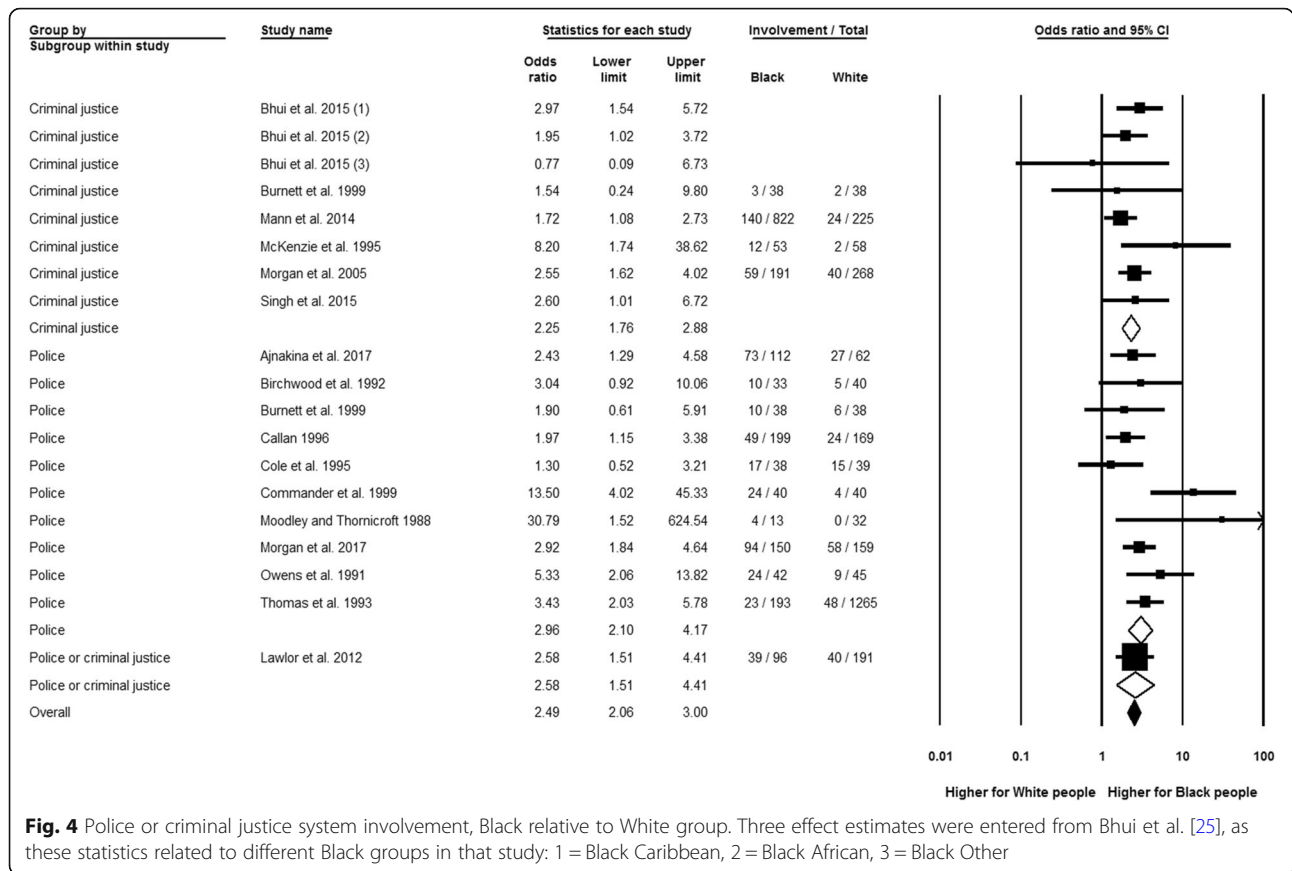 Group by Study name Statistics for each study Involvement / Total Odds ratio and 95% CI
Subgroup within study
Odds ratio Lower limit Upper limit Black White
Criminal justice Bhui et al. 2015 (1) 2.97 1.54 5.72
Criminal justice Bhui et al. 2015 (2) 1.95 1.02 3.72
Criminal justice Bhui et al. 2015 (3) 0.77 0.09 6.73
Criminal justice Burnett et al. 1999 1.54 0.24 9.80 3 / 38 2 / 38
Criminal justice Mann et al. 2014 1.72 1.08 2.73 140 / 822 24 / 225
Criminal justice McKenzie et al. 1995 8.20 1.74 38.62 12 / 53 2 / 58
Criminal justice Morgan et al. 2005 2.55 1.62 4.02 59 / 191 40 / 268
Criminal justice Singh et al. 2015 2.60 1.01 6.72
Criminal justice 2.25 1.76 2.88
Police Ajnakina et al. 2017 2.43 1.29 4.58 73 / 112 27 / 62
Police Birchwood et al. 1992 3.04 0.92 10.06 10 / 33 5 / 40
Police Burnett et al. 1999 1.90 0.61 5.91 10 / 38 6 / 38
Police Callan 1996 1.97 1.15 3.38 49 / 199 24 / 169
Police Cole et al. 1995 1.30 0.52 3.21 17 / 38 15 / 39
Police Commander et al. 1999 13.50 4.02 45.33 24 / 40 4 / 40
Police Moodley and Thornicroft 1988 30.79 1.52 624.54 4 / 13 0 / 32
Police Morgan et al. 2017 2.92 1.84 4.64 94 / 150 58 / 159
Police Owens et al. 1991 5.33 2.06 13.82 24 / 42 9 / 45
Police Thomas et al. 1993 3.43 2.03 5.78 23 / 193 48 / 1265
Police 2.96 2.10 4.17
Police or criminal justice Lawlor et al. 2012 2.58 1.51 4.41 39 / 96 40 / 191
Police or criminal justice 2.58 1.51 4.41
Overall 2.49 2.06 3.00
0.01 0.1 1 10 100
Higher for White people Higher for Black people
Fig. 4 Police or criminal justice system involvement, Black relative to White group. Three effect estimates were entered from Bhui et al. [25], as
these statistics related to different Black groups in that study: 1 = Black Caribbean, 2 = Black African, 3 = Black Other